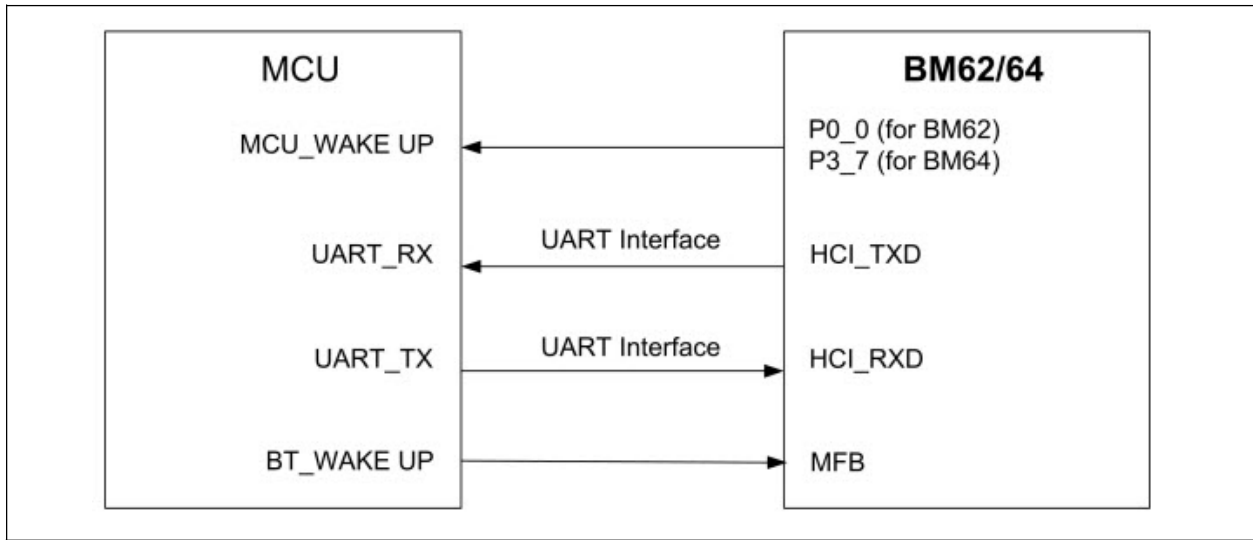 MCU
BM62/64
MCU_WAKE UP
P0_0 (for BM62)
P3_7 (for BM64)
UART_RX
UART Interface
HCI_TXD
UART_TX
UART Interface
HCI_RXD
BT_WAKE UP
MFB